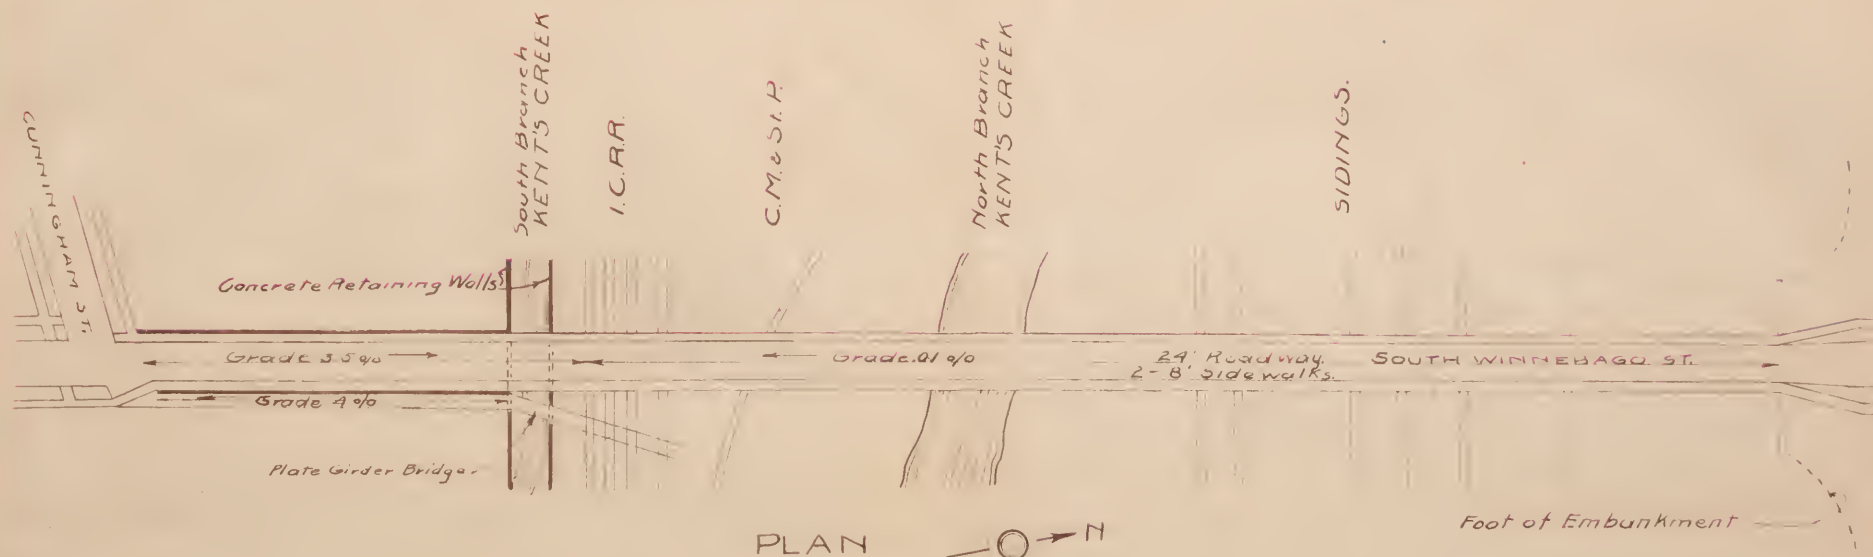 CUNNINGHAM ST.
South Branch
KENT'S CREEK
I.C.R.R.
C.M. & St. P.
North Branch
KENT'S CREEK
SIDINGS.
Concrete Retaining Walls
Grade 3.5%
Grade .01%
24' Roadway.
2-8' Sidewalks.
SOUTH WINNEBAGO ST.
Grade 4%
Plate Girder Bridge.
Foot of Embankment
PLAN
N